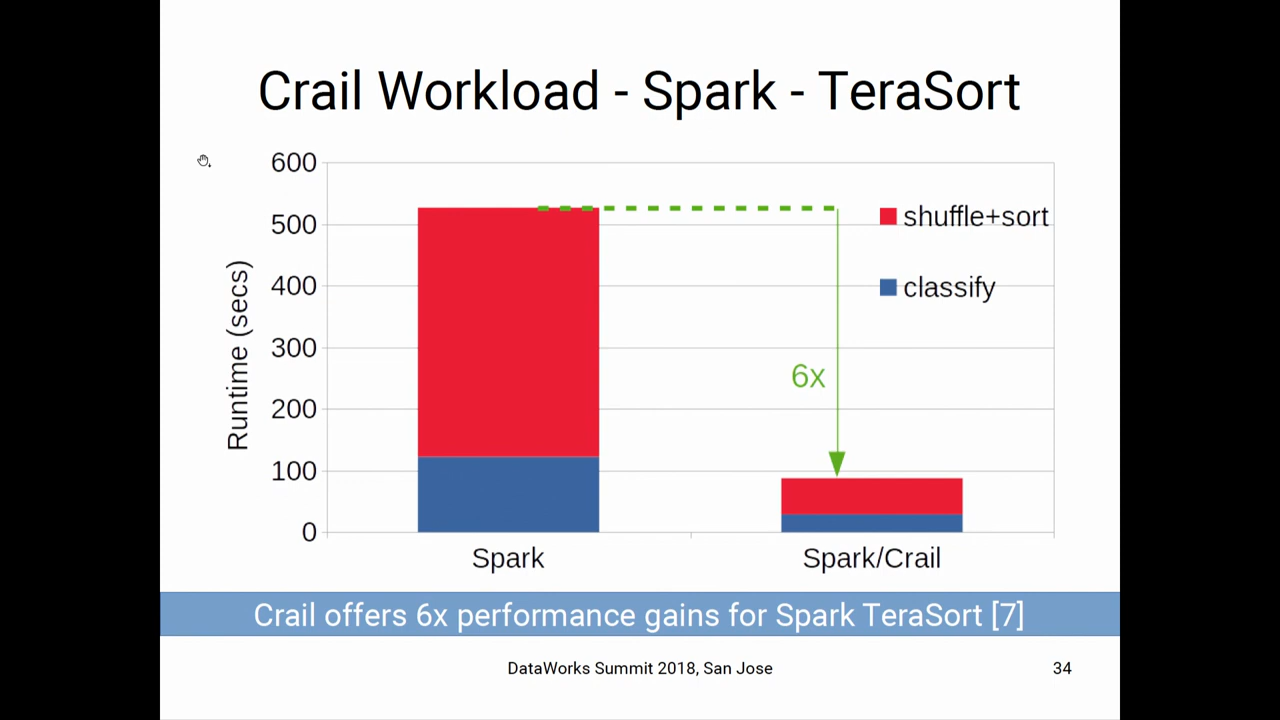 Crail Workload - Spark - TeraSort
600
500
400
300
200
100
0
Runtime (secs)
shuffle+sort
classify
6x
Spark
Spark/Crail
Crail offers 6x performance gains for Spark TeraSort [7]
DataWorks Summit 2018, San Jose
34